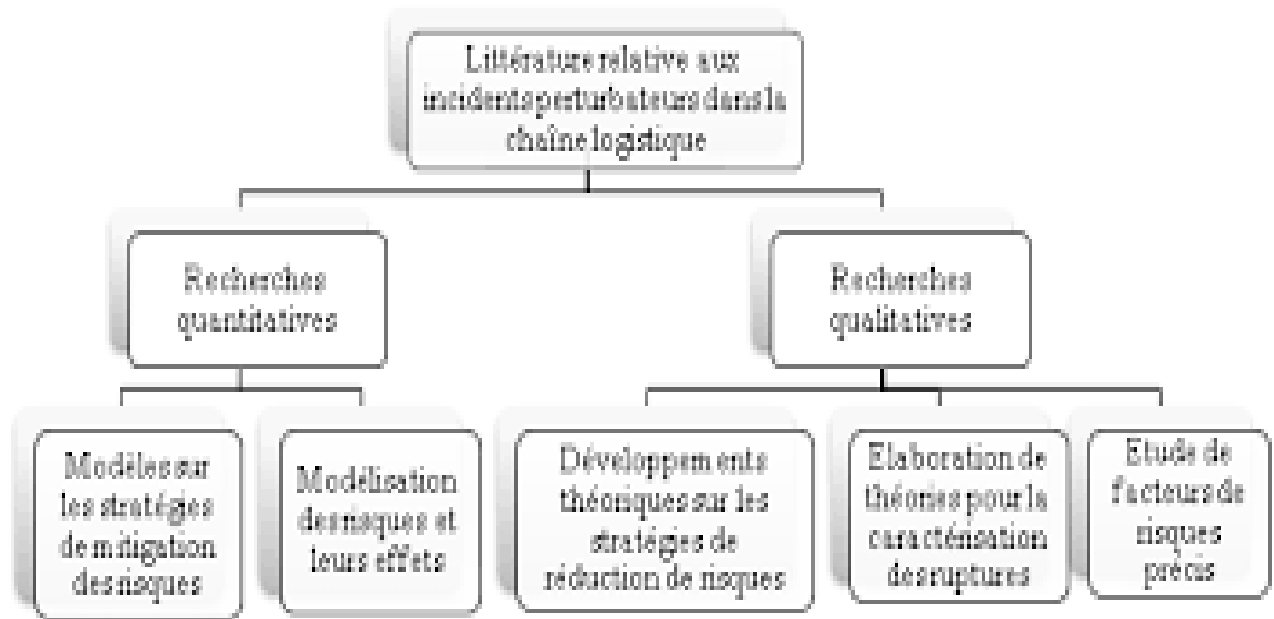 Littérature relative aux
incidents perturbateurs dans la
chaîne logistique
Recherches
quantitatives
Recherches
qualitatives
Modèles sur
les stratégies
de mitigation
des risques
Modélisation
des risques et
leurs effets
Développements
théoriques sur les
stratégies de
réduction de risques
Elaboration de
théories pour la
caractérisation
des ruptures
Etude de
facteurs de
risques
précis